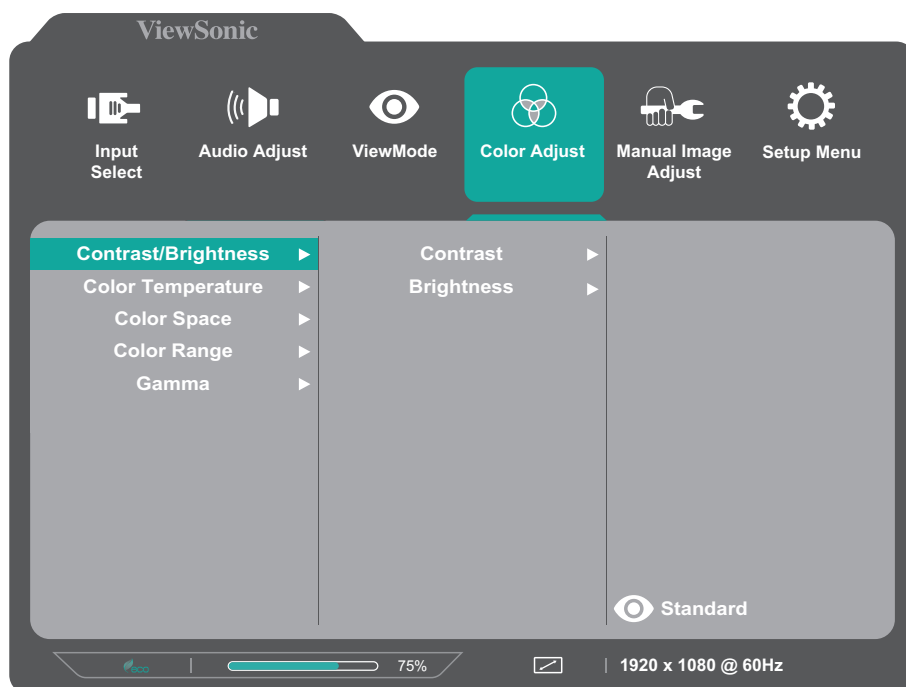 ViewSonic
Input Select
Audio Adjust
ViewMode
Color Adjust
Manual Image Adjust
Setup Menu
Contrast/Brightness
Contrast
Color Temperature
Brightness
Color Space
Color Range
Gamma
Standard
eco
75%
1920 x 1080 @ 60Hz